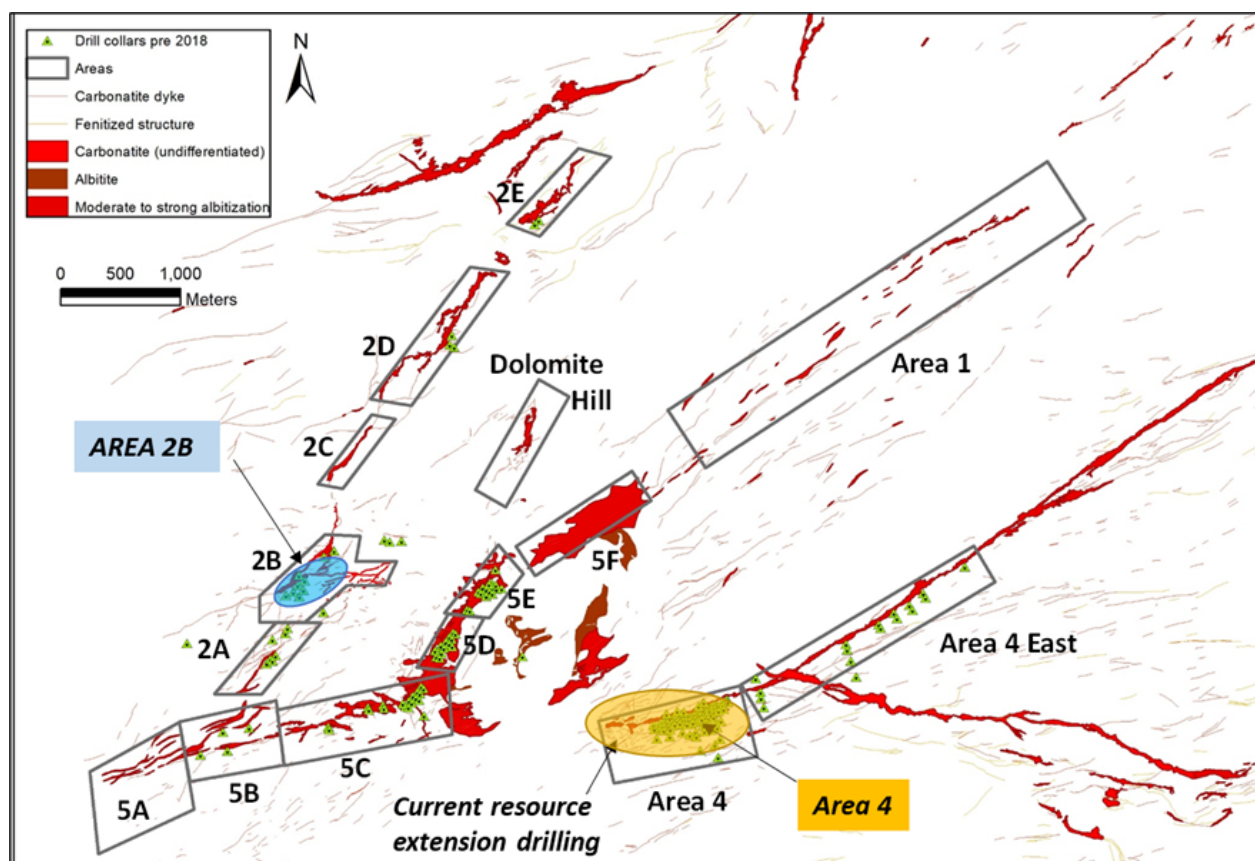 Drill collars pre 2018
Areas
Carbonatite dyke
Fenitized structure
Carbonatite (undifferentiated)
Albitite
Moderate to strong albitization
N
0 500 1,000
Meters
2E
2D
Dolomite
Hill
Area 1
2C
AREA 2B
2B
5F
5E
2A
5D
Area 4 East
5C
5B
5A
Area 4
Area 4
Current resource
extension drilling